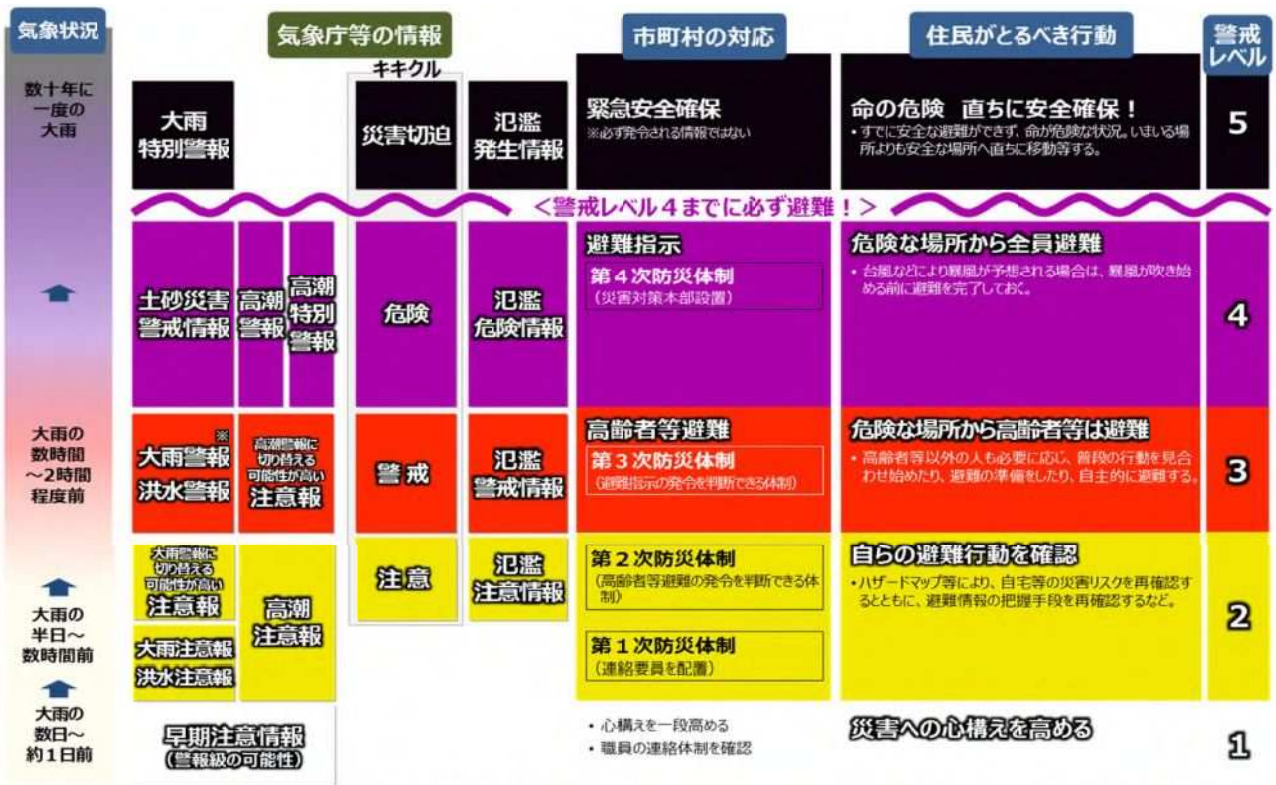 気象状況
気象庁等の情報
市町村の対応
住民がとるべき行動
警戒
レベル
キキクル
数十年に
一度の
大雨
大雨
特別警報
災害切迫
氾濫
発生情報
緊急安全確保
※必ず発令される情報ではない
命の危険 直ちに安全確保!
・すでに安全な避難ができず、命が危険な状況。いまいる場
所よりも安全な場所へ直ちに移動等する。
5
<警戒レベル4までに必ず避難!>
土砂災害
警戒情報
高潮
警報
高潮
特別
警報
危険
氾濫
危険情報
避難指示
第4次防災体制
(災害対策本部設置)
危険な場所から全員避難
・台風などにより暴風が予想される場合は、暴風が吹き始
める前に避難を完了しておく。
4
大雨の
数時間
~2時間
程度前
※
大雨警報
洪水警報
高潮警報に
切り替える
可能性が高い
注意報
警戒
氾濫
警戒情報
高齢者等避難
第3次防災体制
(避難指示の発令を判断できる体制)
危険な場所から高齢者等は避難
・高齢者等以外の人も必要に応じ、普段の行動を見合
わせ始めたり、避難の準備をしたり、自主的に避難する。
3
大雨の
半日~
数時間前
大雨警報に
切り替える
可能性が高い
注意報
大雨注意報
洪水注意報
高潮
注意報
注意
氾濫
注意情報
第2次防災体制
(高齢者等避難の発令を判断できる体
制)
第1次防災体制
(連絡要員を配置)
自らの避難行動を確認
・ハザードマップ等により、自宅等の災害リスクを再確認す
るとともに、避難情報の把握手段を再確認するなど。
2
大雨の
数日~
約1日前
早期注意情報
(警報級の可能性)
・心構えを一段高める
・職員の連絡体制を確認
災害への心構えを高める
1